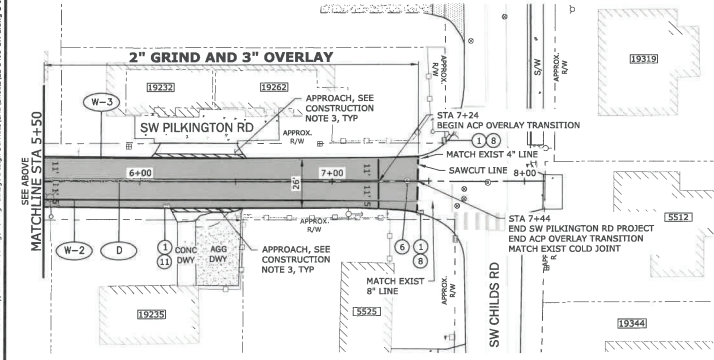 2" GRIND AND 3" OVERLAY
19232
19262
W-3
SW PILKINGTON RD
APPROACH, SEE
CONSTRUCTION
NOTE 3, TYP
APPROX.
R/W
APPROX.
R/W
S/W
APPROX.
R/W
19319
STA 7+24
BEGIN ACP OVERLAY TRANSITION
1
8
MATCH EXIST 4" LINE
SAWCUT LINE
SEE ABOVE
MATCHLINE STA 5+50
11'
11'
5'
6+00
26'
7+00
11'
11'
5'
8+00
W-2
D
1
11
CONC
DWY
AGG
DWY
APPROX.
R/W
APPROACH, SEE
CONSTRUCTION
NOTE 3, TYP
6
1
8
MATCH EXIST
8" LINE
APPROX.
R/W
STA 7+44
END SW PILKINGTON RD PROJECT
END ACP OVERLAY TRANSITION
MATCH EXIST COLD JOINT
R/W
SW CHILDS RD
5512
19235
5525
19344